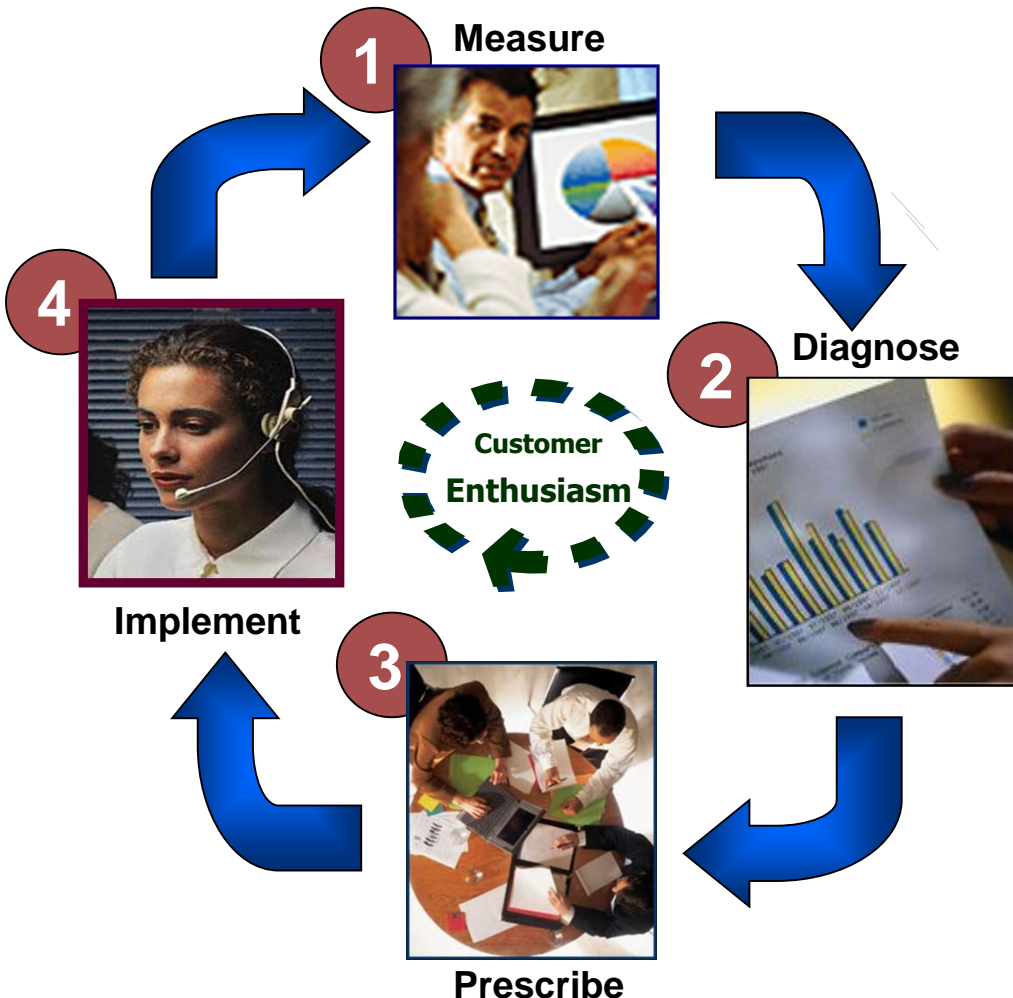 1
Measure
2
Diagnose
Customer
Enthusiasm
4
Implement
3
Prescribe